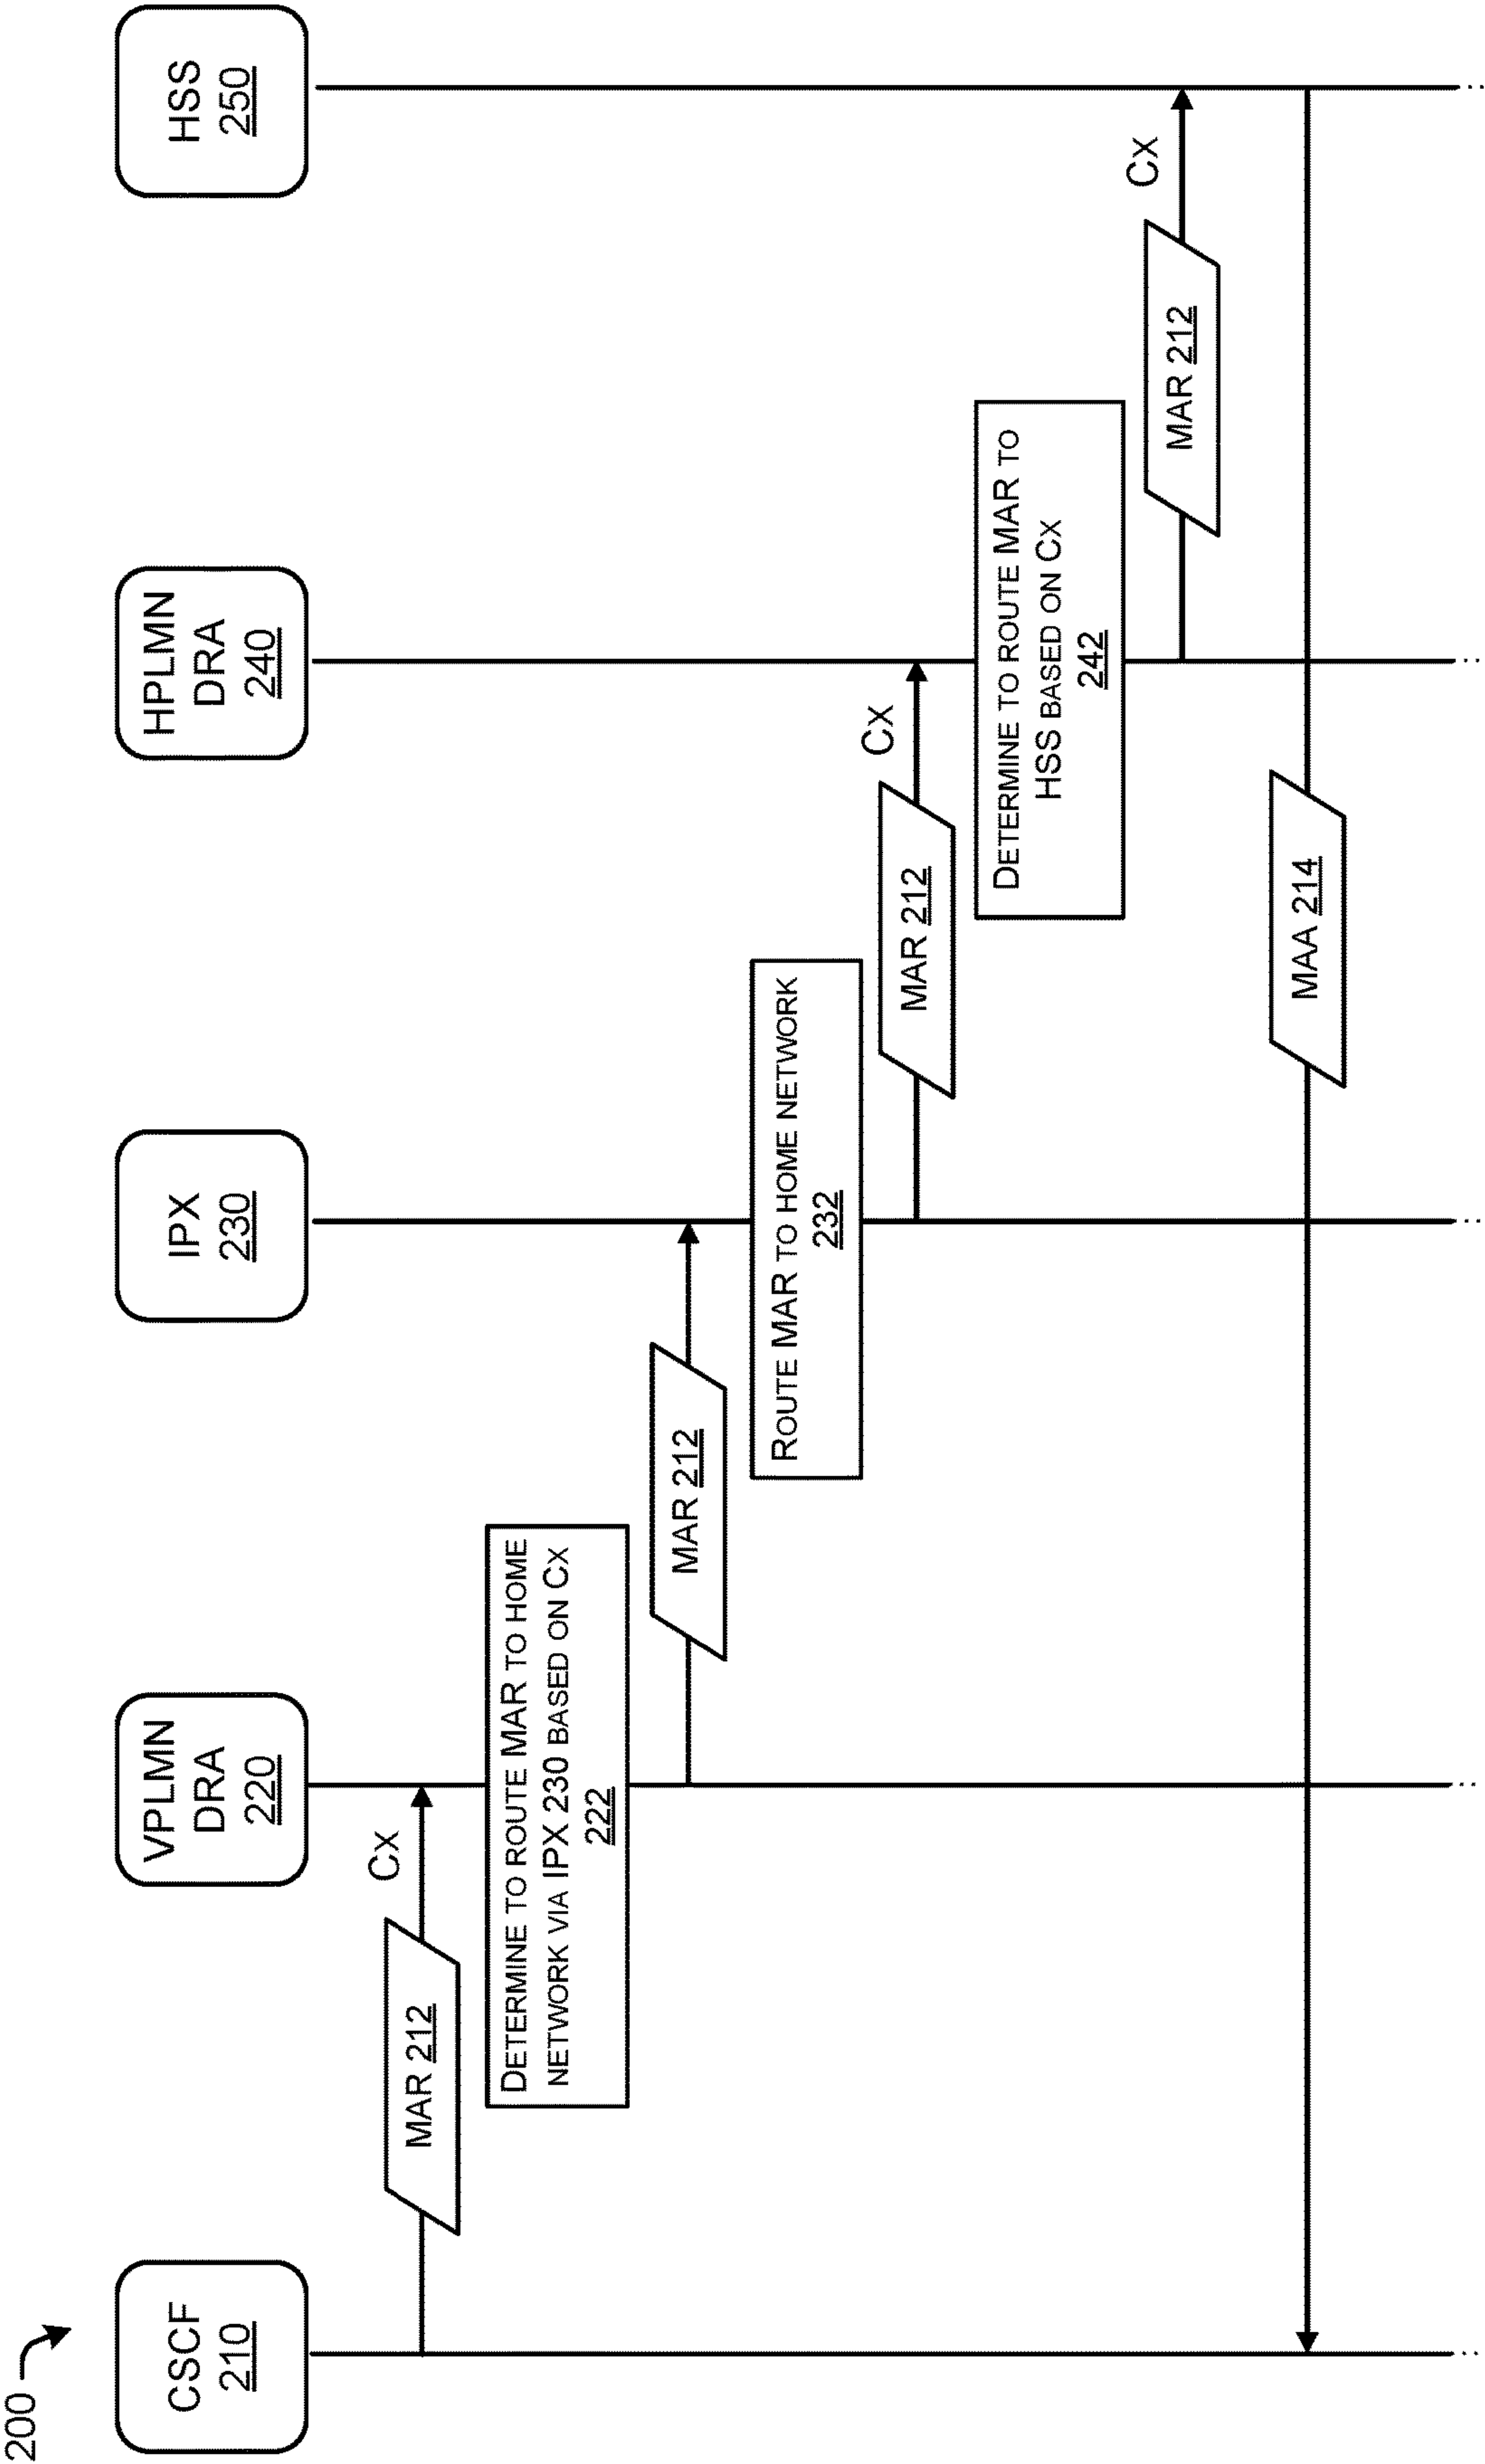 200
CSCF
210
VPLMN
DRA
220
IPX
230
HPLMN
DRA
240
HSS
250
MAR 212
Cx
DETERMINE TO ROUTE MAR TO HOME
NETWORK VIA IPX 230 BASED ON CX
222
MAR 212
ROUTE MAR TO HOME NETWORK
232
MAR 212
Cx
DETERMINE TO ROUTE MAR TO
HSS BASED ON CX
242
MAR 212
Cx
MAA 214